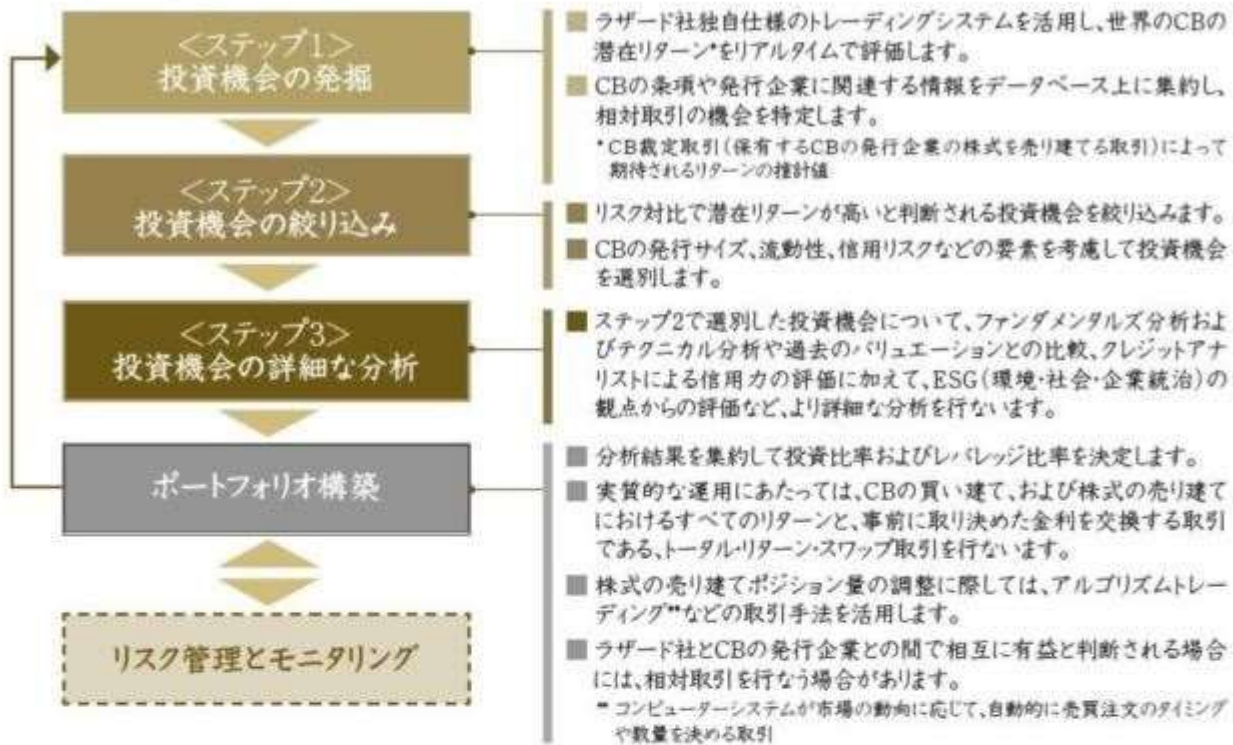 <ステップ1>
投資機会の発掘
■ ラザード社独自仕様のトレーディングシステムを活用し、世界のCBの
潜在リターン*をリアルタイムで評価します。
■ CBの条項や発行企業に関連する情報をデータベース上に集約し、
相対取引の機会を特定します。
* CB裁定取引(保有するCBの発行企業の株式を売り建てる取引)によって
期待されるリターンの推計値
<ステップ2>
投資機会の絞り込み
■ リスク対比で潜在リターンが高いと判断される投資機会を絞り込みます。
■ CBの発行サイズ、流動性、信用リスクなどの要素を考慮して投資機会
を選別します。
<ステップ3>
投資機会の詳細な分析
■ ステップ2で選別した投資機会について、ファンダメンタルズ分析およ
びテクニカル分析や過去のバリュエーションとの比較、クレジットアナ
リストによる信用力の評価に加えて、ESG(環境・社会・企業統治)の
観点からの評価など、より詳細な分析を行ないます。
ポートフォリオ構築
■ 分析結果を集約して投資比率およびレバレッジ比率を決定します。
■ 実質的な運用にあたっては、CBの買い建て、および株式の売り建て
におけるすべてのリターンと、事前に取り決めた金利を交換する取引
である、トータル・リターン・スワップ取引を行ないます。
■ 株式の売り建てポジション量の調整に際しては、アルゴリズムトレー
ディング**などの取引手法を活用します。
■ ラザード社とCBの発行企業との間で相互に有益と判断される場合
には、相対取引を行なう場合があります。
** コンピューターシステムが市場の動向に応じて、自動的に売買注文のタイミング
や数量を決める取引
リスク管理とモニタリング